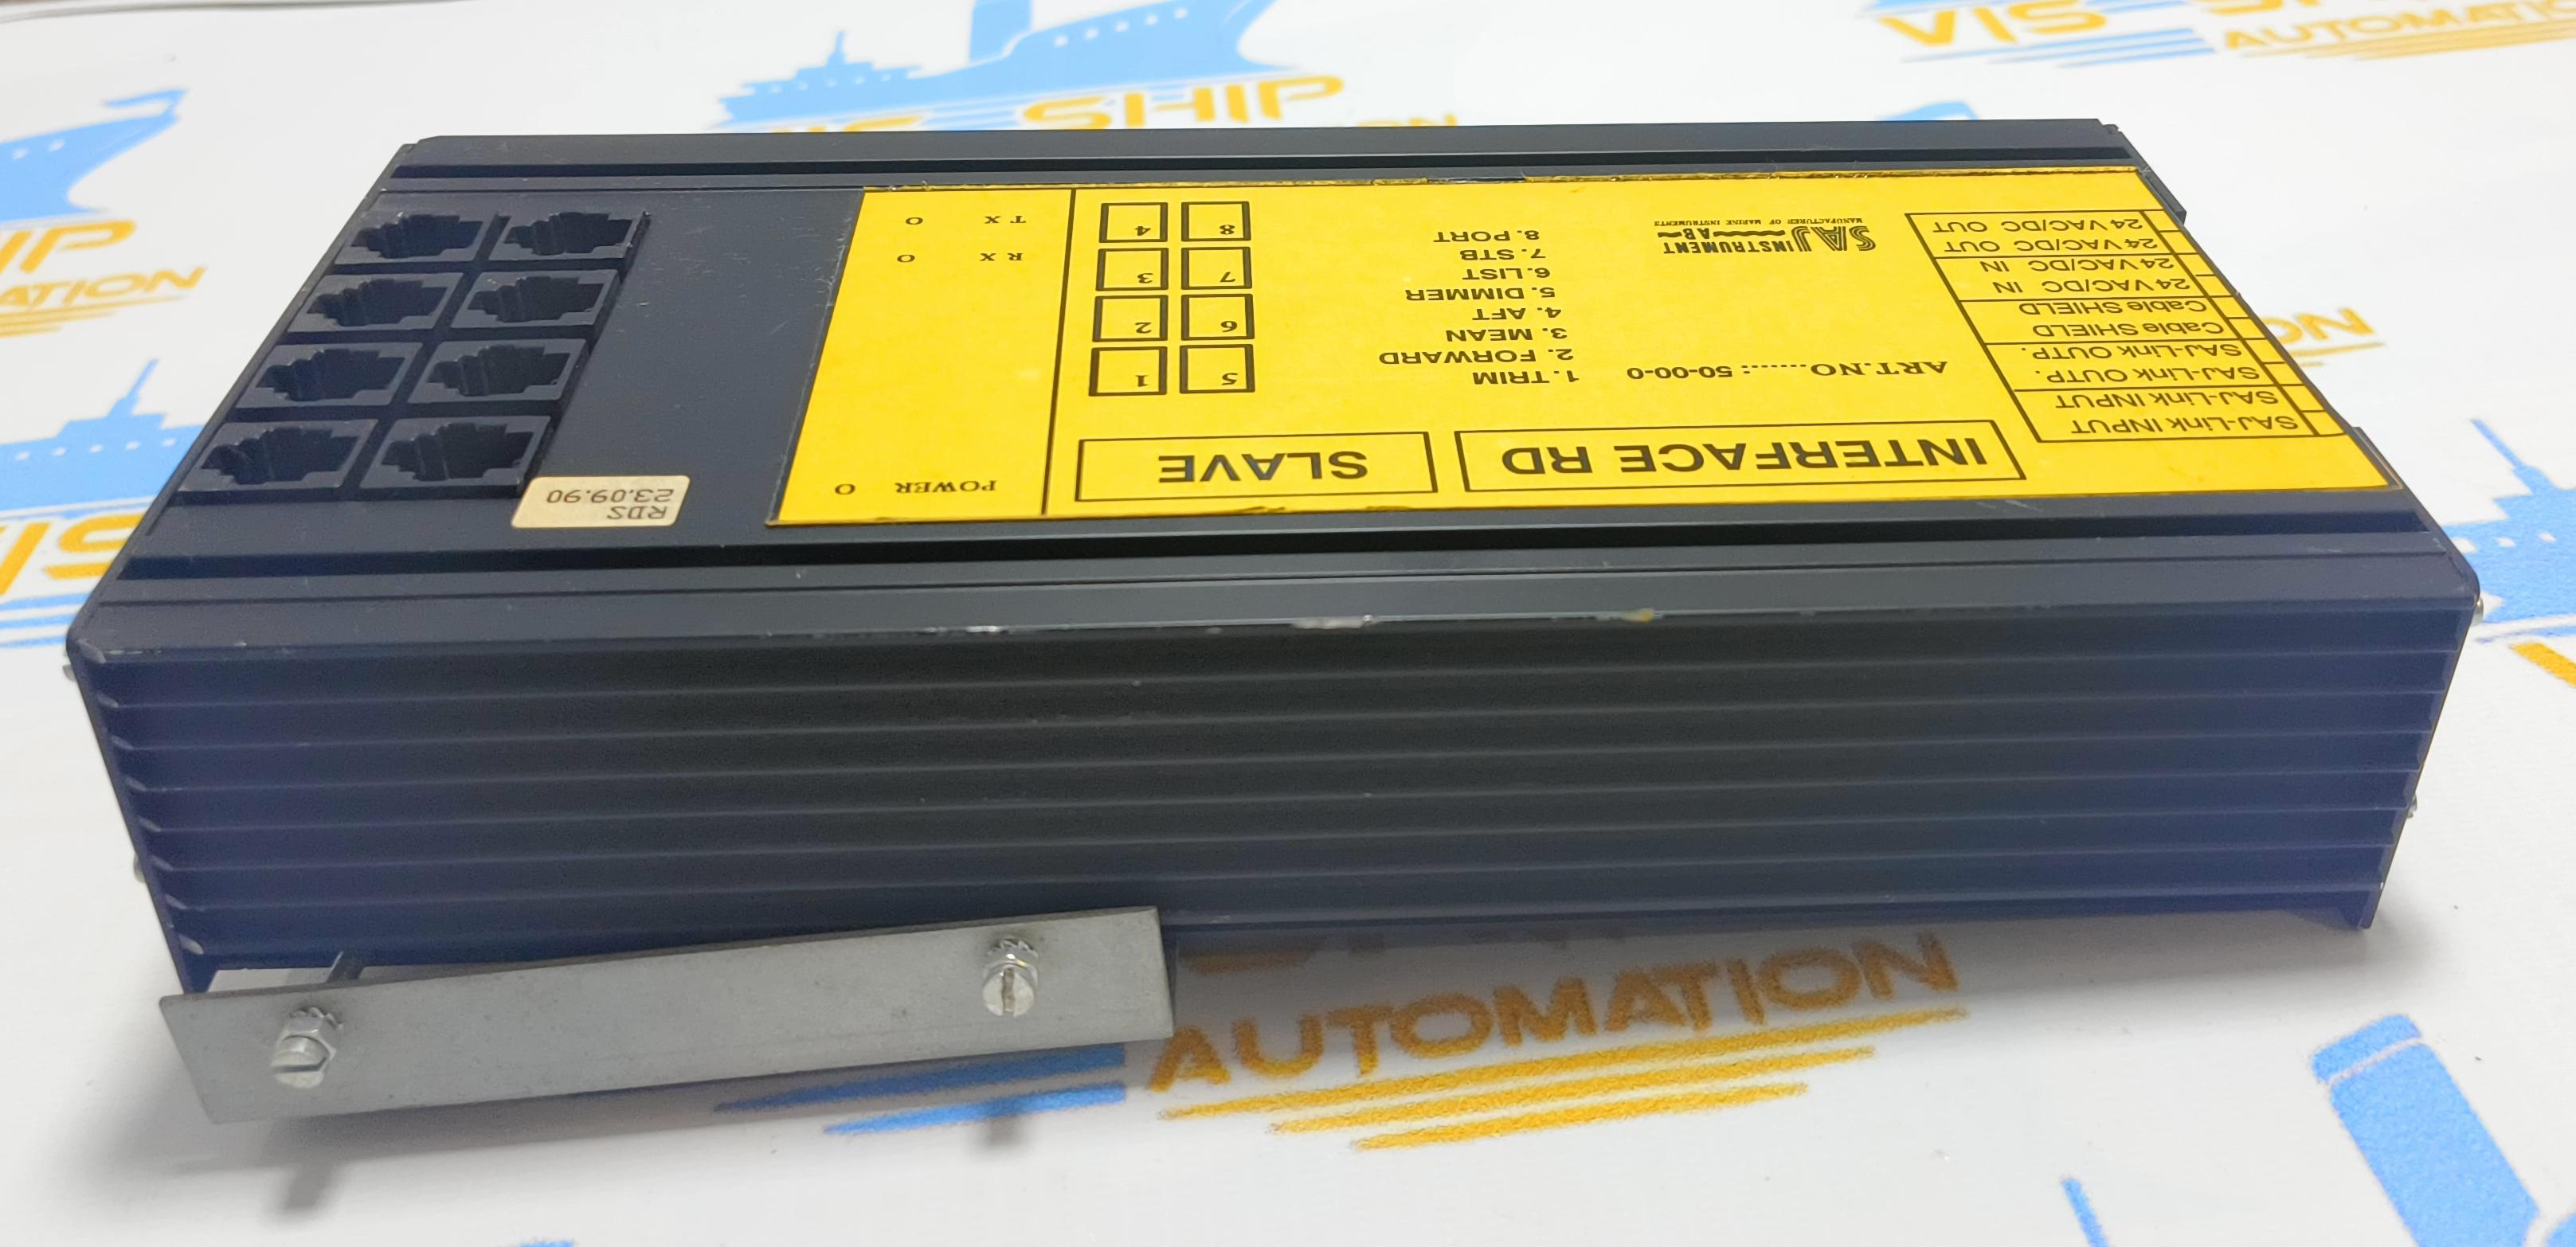 INTERFACE RD
SLAVE
ART.NO......: 50-00-0
1. TRIM
2. FORWARD
3. MEAN
4. AFT
5. DIMMER
6. LIST
7. STB
8. PORT
SAJ
INSTRUMENT
AB
MANUFACTURER OF MARINE INSTRUMENTS
SAJ-Link INPUT
SAJ-Link INPUT
SAJ-Link OUTP.
SAJ-Link OUTP.
Cable SHIELD
Cable SHIELD
24 VAC/DC IN
24 VAC/DC IN
24 VAC/DC OUT
24 VAC/DC OUT
5 1
6 2
7 3
8 4
POWER O
RX O
TX O
RDS
23.09.90
SHIP
VIS
AUTOMATION
AUTOMATION